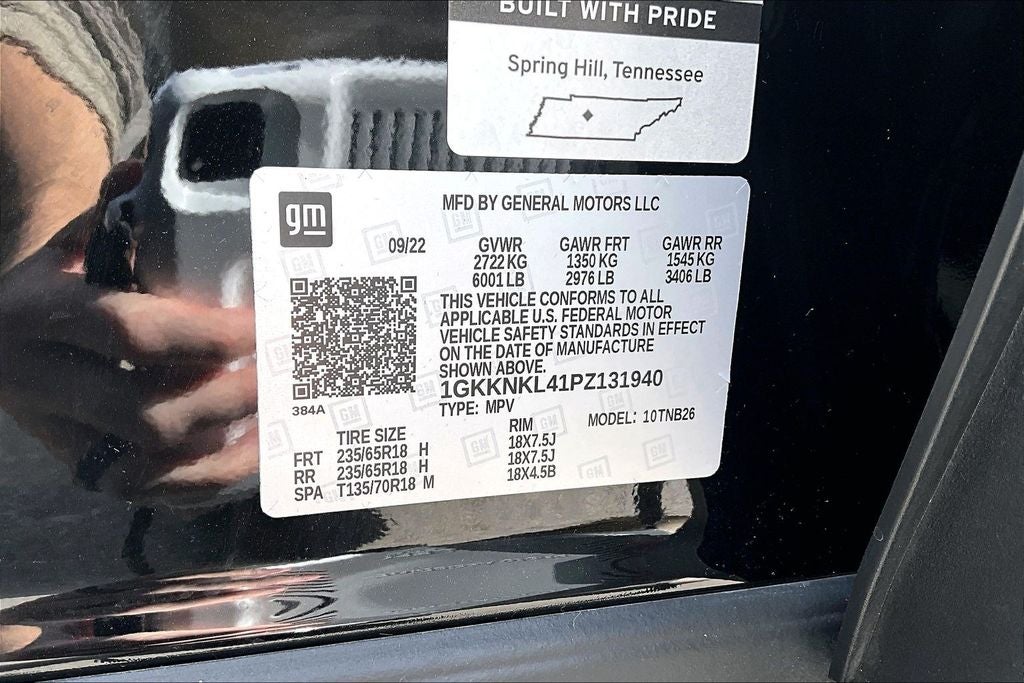 BUILT WITH PRIDE
Spring Hill, Tennessee
gm
MFD BY GENERAL MOTORS LLC
09/22 GVWR GAWR FRT GAWR RR
2722 KG 1350 KG 1545 KG
6001 LB 2976 LB 3406 LB
THIS VEHICLE CONFORMS TO ALL
APPLICABLE U.S. FEDERAL MOTOR
VEHICLE SAFETY STANDARDS IN EFFECT
ON THE DATE OF MANUFACTURE
SHOWN ABOVE.
1GKKNKL41PZ131940
384A
TYPE: MPV MODEL: 10TNB26
TIRE SIZE RIM
FRT 235/65R18 H 18X7.5J
RR 235/65R18 H 18X7.5J
SPA T135/70R18 M 18X4.5B